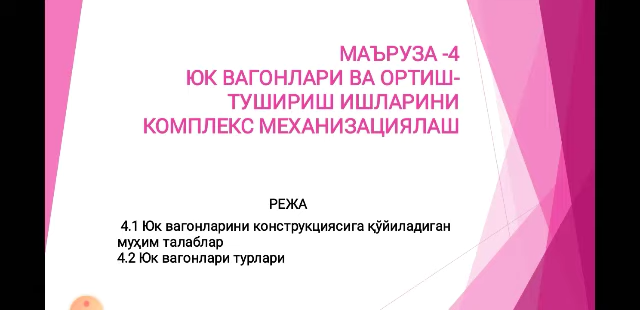 МАЪРУЗА -4
ЮК ВАГОНЛАРИ ВА ОРТИШ-
ТУШИРИШ ИШЛАРИНИ
КОМПЛЕКС МЕХАНИЗАЦИЯЛАШ
РЕЖА
4.1 Юк вагонларини конструкциясига қўйиладиган
муҳим талаблар
4.2 Юк вагонлари турлари